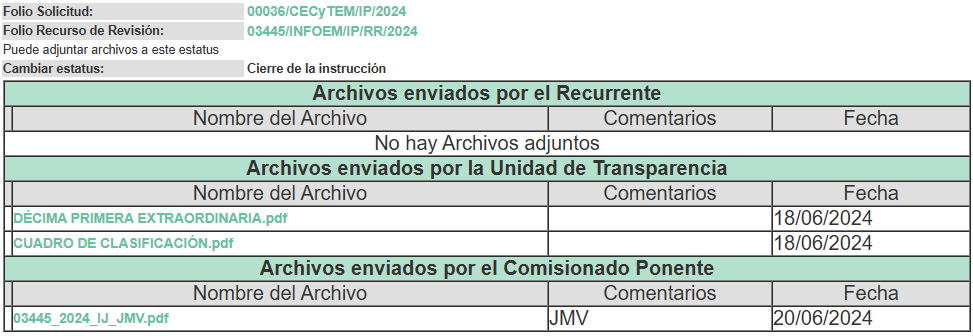 Folio Solicitud: 00036/CECyTEM/IP/2024
Folio Recurso de Revisión: 03445/INFOEM/IP/RR/2024
Puede adjuntar archivos a este estatus
Cambiar estatus: Cierre de la instrucción
Archivos enviados por el Recurrente
Nombre del Archivo Comentarios Fecha
No hay Archivos adjuntos
Archivos enviados por la Unidad de Transparencia
Nombre del Archivo Comentarios Fecha
DÉCIMA PRIMERA EXTRAORDINARIA.pdf 18/06/2024
CUADRO DE CLASIFICACIÓN.pdf 18/06/2024
Archivos enviados por el Comisionado Ponente
Nombre del Archivo Comentarios Fecha
03445_2024_IJ_JMV.pdf JMV 20/06/2024